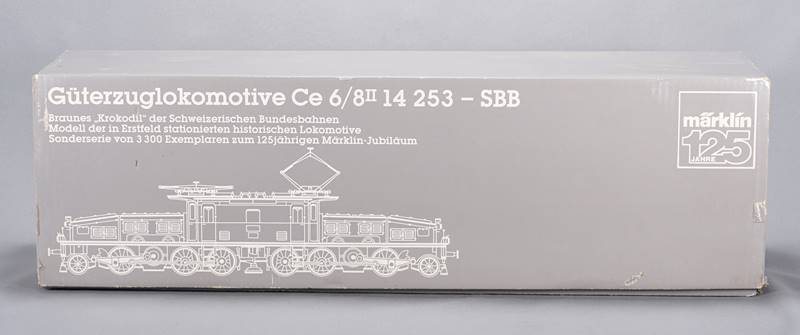 Güterzuglokomotive Ce 6/8II 14 253 – SBB
Braunes „Krokodil" der Schweizerischen Bundesbahnen
Modell der in Erstfeld stationierten historischen Lokomotive
Sonderserie von 3 300 Exemplaren zum 125jährigen Märklin-Jubiläum
märklin
125
JAHRE